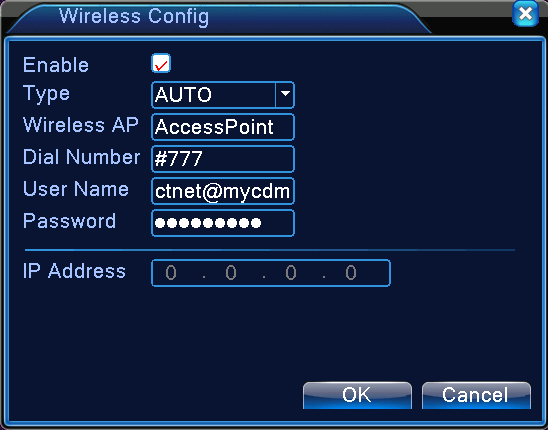 Wireless Config
Enable
Type AUTO
Wireless AP AccessPoint
Dial Number #777
User Name ctnet@mycdm
Password ●●●●●●●●●
IP Address 0 . 0 . 0 . 0
OK Cancel